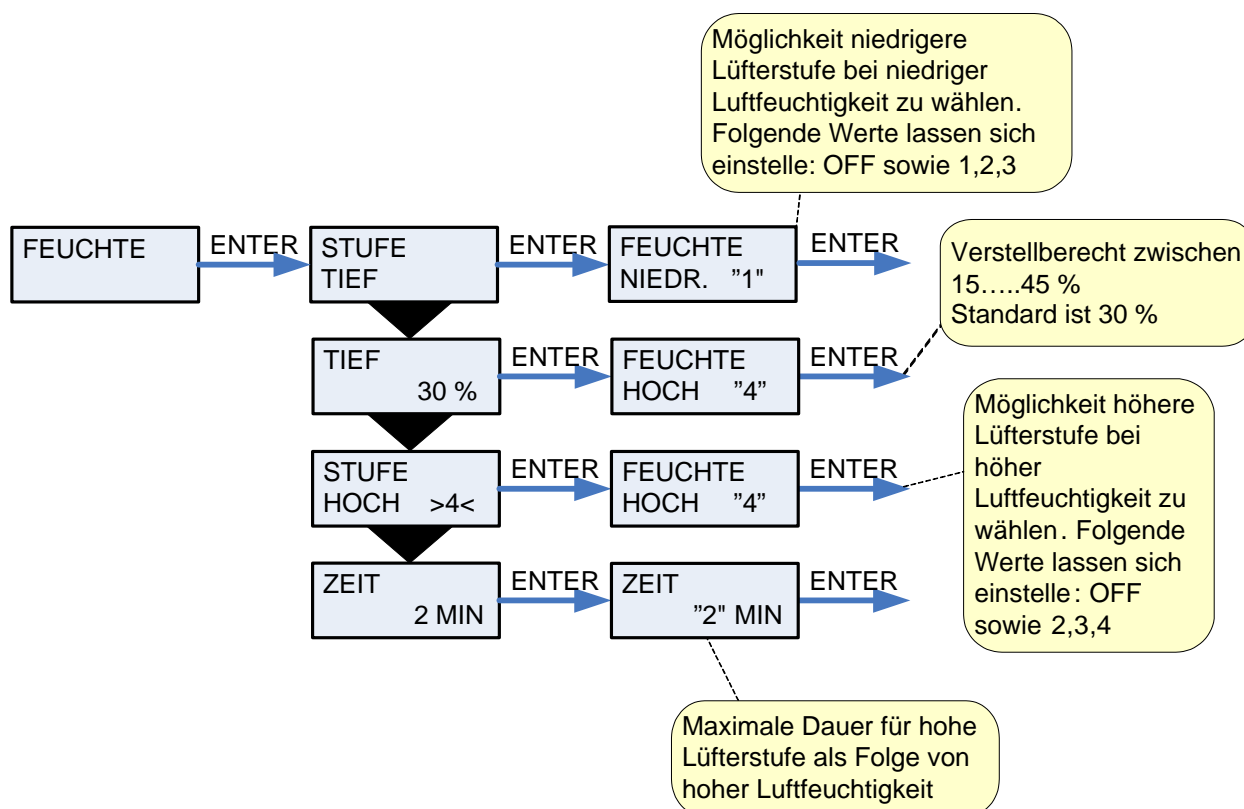 Möglichkeit niedrigere
Lüfterstufe bei niedriger
Luftfeuchtigkeit zu wählen.
Folgende Werte lassen sich
einstelle: OFF sowie 1,2,3
FEUCHTE
ENTER
STUFE
TIEF
ENTER
FEUCHTE
NIEDR. ”1"
ENTER
Verstellberecht zwischen
15.....45 %
Standard ist 30 %
TIEF
30 %
ENTER
FEUCHTE
HOCH ”4”
ENTER
Möglichkeit höhere
Lüfterstufe bei
höher
Luftfeuchtigkeit zu
wählen. Folgende
Werte lassen sich
einstelle: OFF
sowie 2,3,4
STUFE
HOCH >4<
ENTER
FEUCHTE
HOCH ”4”
ENTER
ZEIT
2 MIN
ENTER
ZEIT
”2" MIN
ENTER
Maximale Dauer für hohe
Lüfterstufe als Folge von
hoher Luftfeuchtigkeit